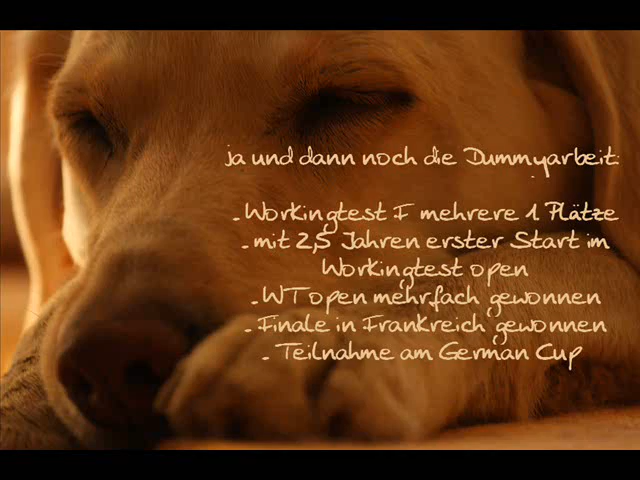 ja und dann noch die Dummyarbeit:
- Workingtest F mehrere 1. Plätze
- mit 2,5 Jahren erster Start im
Workingtest open
- WT open mehrfach gewonnen
- Finale in Frankreich gewonnen
- Teilnahme am German Cup